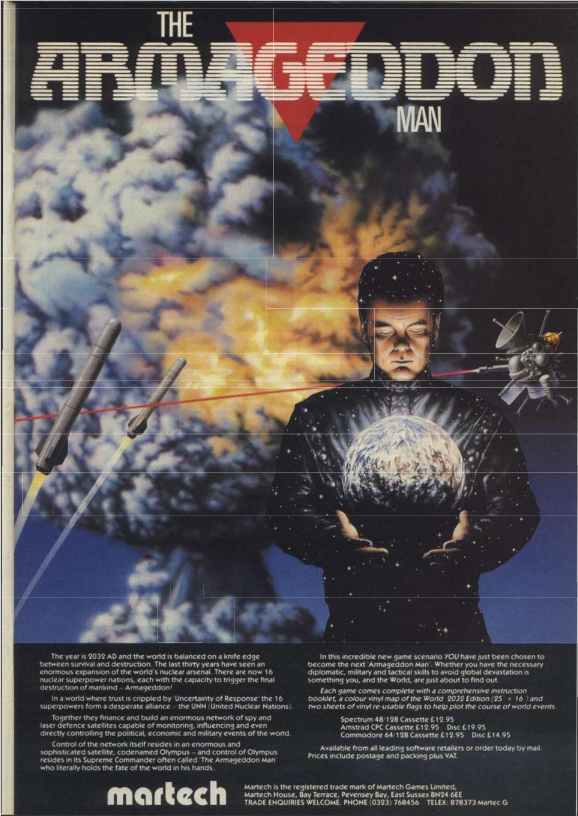 THE
ARMAGEDDON
MAN
The year is 2032 AD and the world is balanced on a knife edge
between survival and destruction. The last thirty years have seen an
enormous expansion of the world's nuclear arsenal. There are now 16
nuclear superpower nations, each with the capacity to trigger the final
destruction of mankind – Armageddon!
In a world where trust is crippled by 'Uncertainty of Response' the 16
superpowers form a desperate alliance – the UNN (United Nuclear Nations).
Together they finance and build an enormous network of spy and
laser defence satellites capable of monitoring, influencing and even
directly controlling the political, economic and military events of the world.
Control of the network itself resides in an enormous and
sophisticated satellite, codenamed Olympus – and control of Olympus
resides in its Supreme Commander often called 'The Armageddon Man'
who literally holds the fate of the world in his hands.
In this incredible new game scenario YOU have just been chosen to
become the next 'Armageddon Man'. Whether you have the necessary
diplomatic, military and tactical skills to avoid global devastation is
something you, and the World, are just about to find out.
Each game comes complete with a comprehensive instruction
booklet, a colour vinyl map of the World 2032 Edition (25" × 16") and
two sheets of vinyl re-usable flags to help plot the course of world events.
Spectrum 48/128 Cassette £12.95
Amstrad CPC Cassette £12.95 Disc £19.95
Commodore 64/128 Cassette £12.95 Disc £14.95
Available from all leading software retailers or order today by mail.
Prices include postage and packing plus VAT.
martech
Martech is the registered trade mark of Martech Games Limited,
Martech House, Bay Terrace, Pevensey Bay, East Sussex BN24 6EE
TRADE ENQUIRIES WELCOME. PHONE (0323) 768456 TELEX: 878373 Martec G